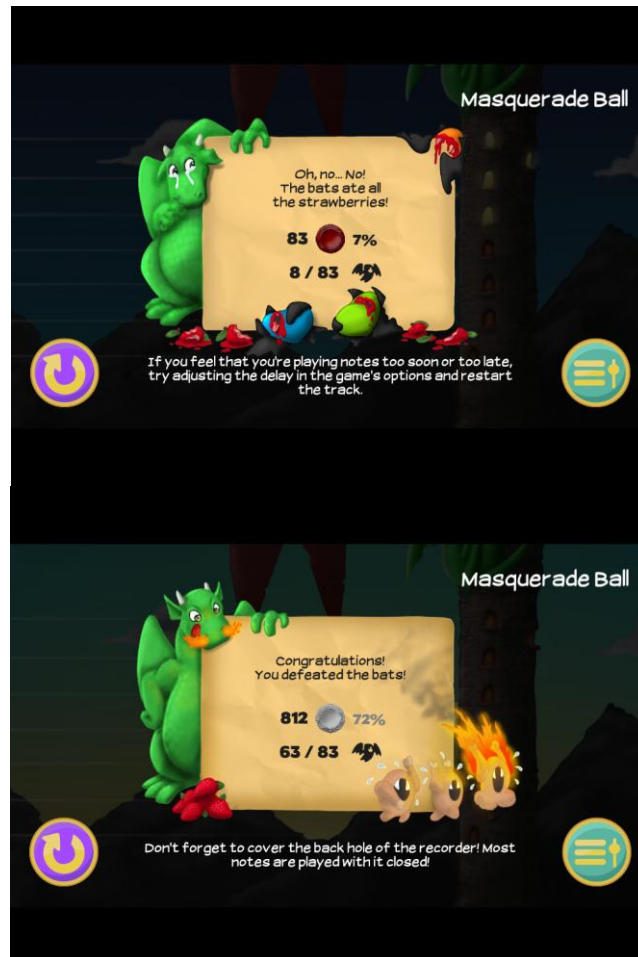 Masquerade Ball
Oh, no... No!
The bats ate all
the strawberries!
83 7%
8 / 83
If you feel that you're playing notes too soon or too late,
try adjusting the delay in the game's options and restart
the track.
Masquerade Ball
Congratulations!
You defeated the bats!
812 72%
63 / 83
Don't forget to cover the back hole of the recorder! Most
notes are played with it closed!